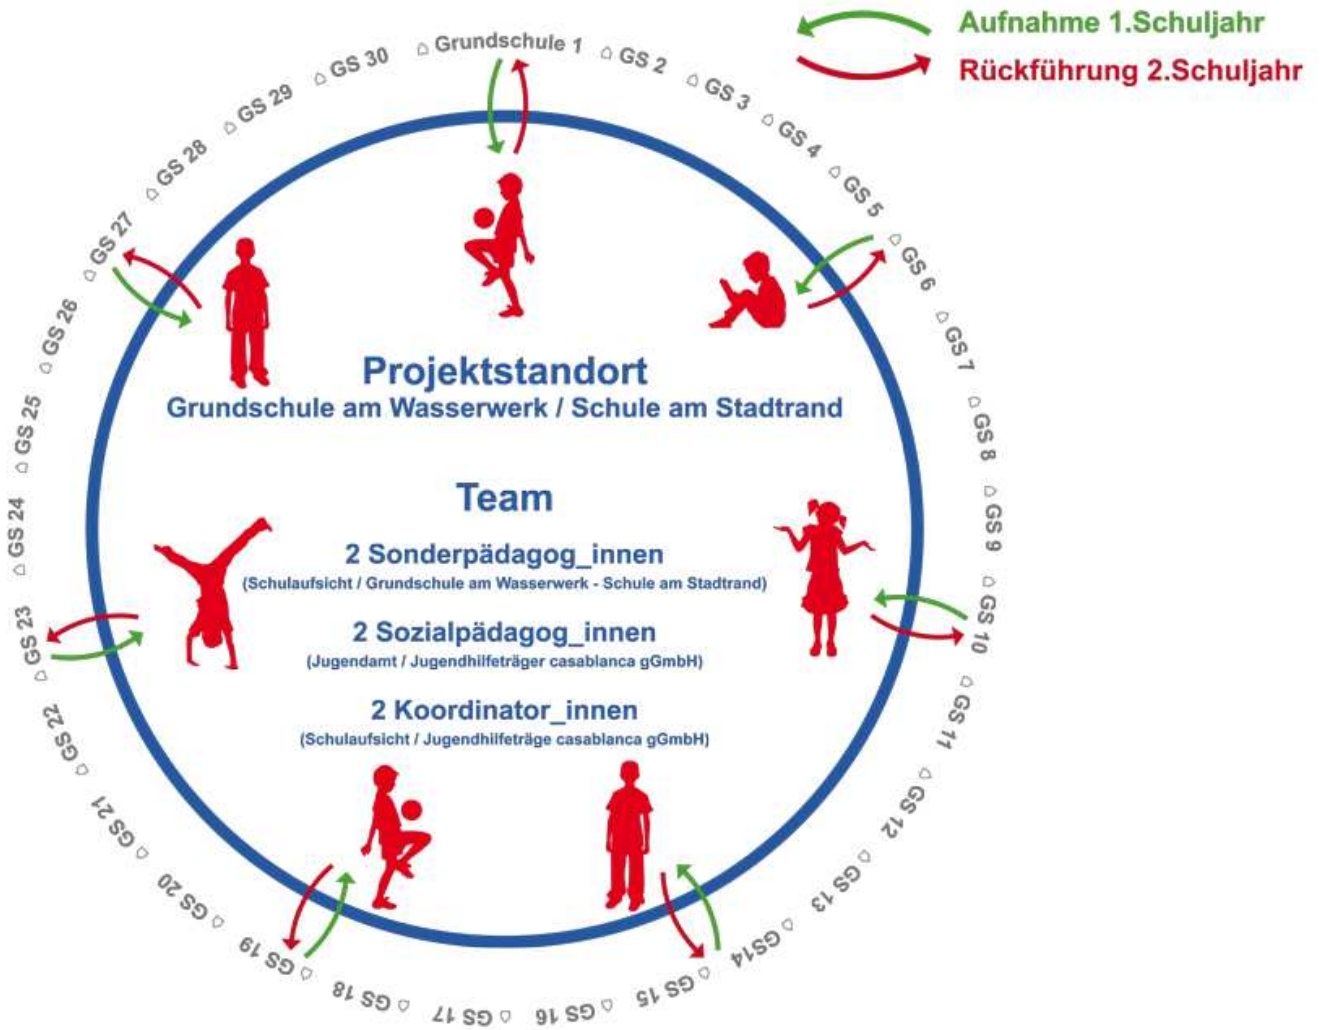 Aufnahme 1.Schuljahr
Rückführung 2.Schuljahr
Grundschule 1
GS 2
GS 3
GS 4
GS 5
GS 6
GS 7
GS 8
GS 9
GS 10
GS 11
GS 12
GS 13
GS14
GS 15
GS 16
GS 17
GS 18
GS 19
GS 20
GS 21
GS 22
GS 23
GS 24
GS 25
GS 26
GS 27
GS 28
GS 29
GS 30
Projektstandort
Grundschule am Wasserwerk / Schule am Stadtrand
Team
2 Sonderpädagog_innen
(Schulaufsicht / Grundschule am Wasserwerk - Schule am Stadtrand)
2 Sozialpädagog_innen
(Jugendamt / Jugendhilfeträger casablanca gGmbH)
2 Koordinator_innen
(Schulaufsicht / Jugendhilfeträge casablanca gGmbH)